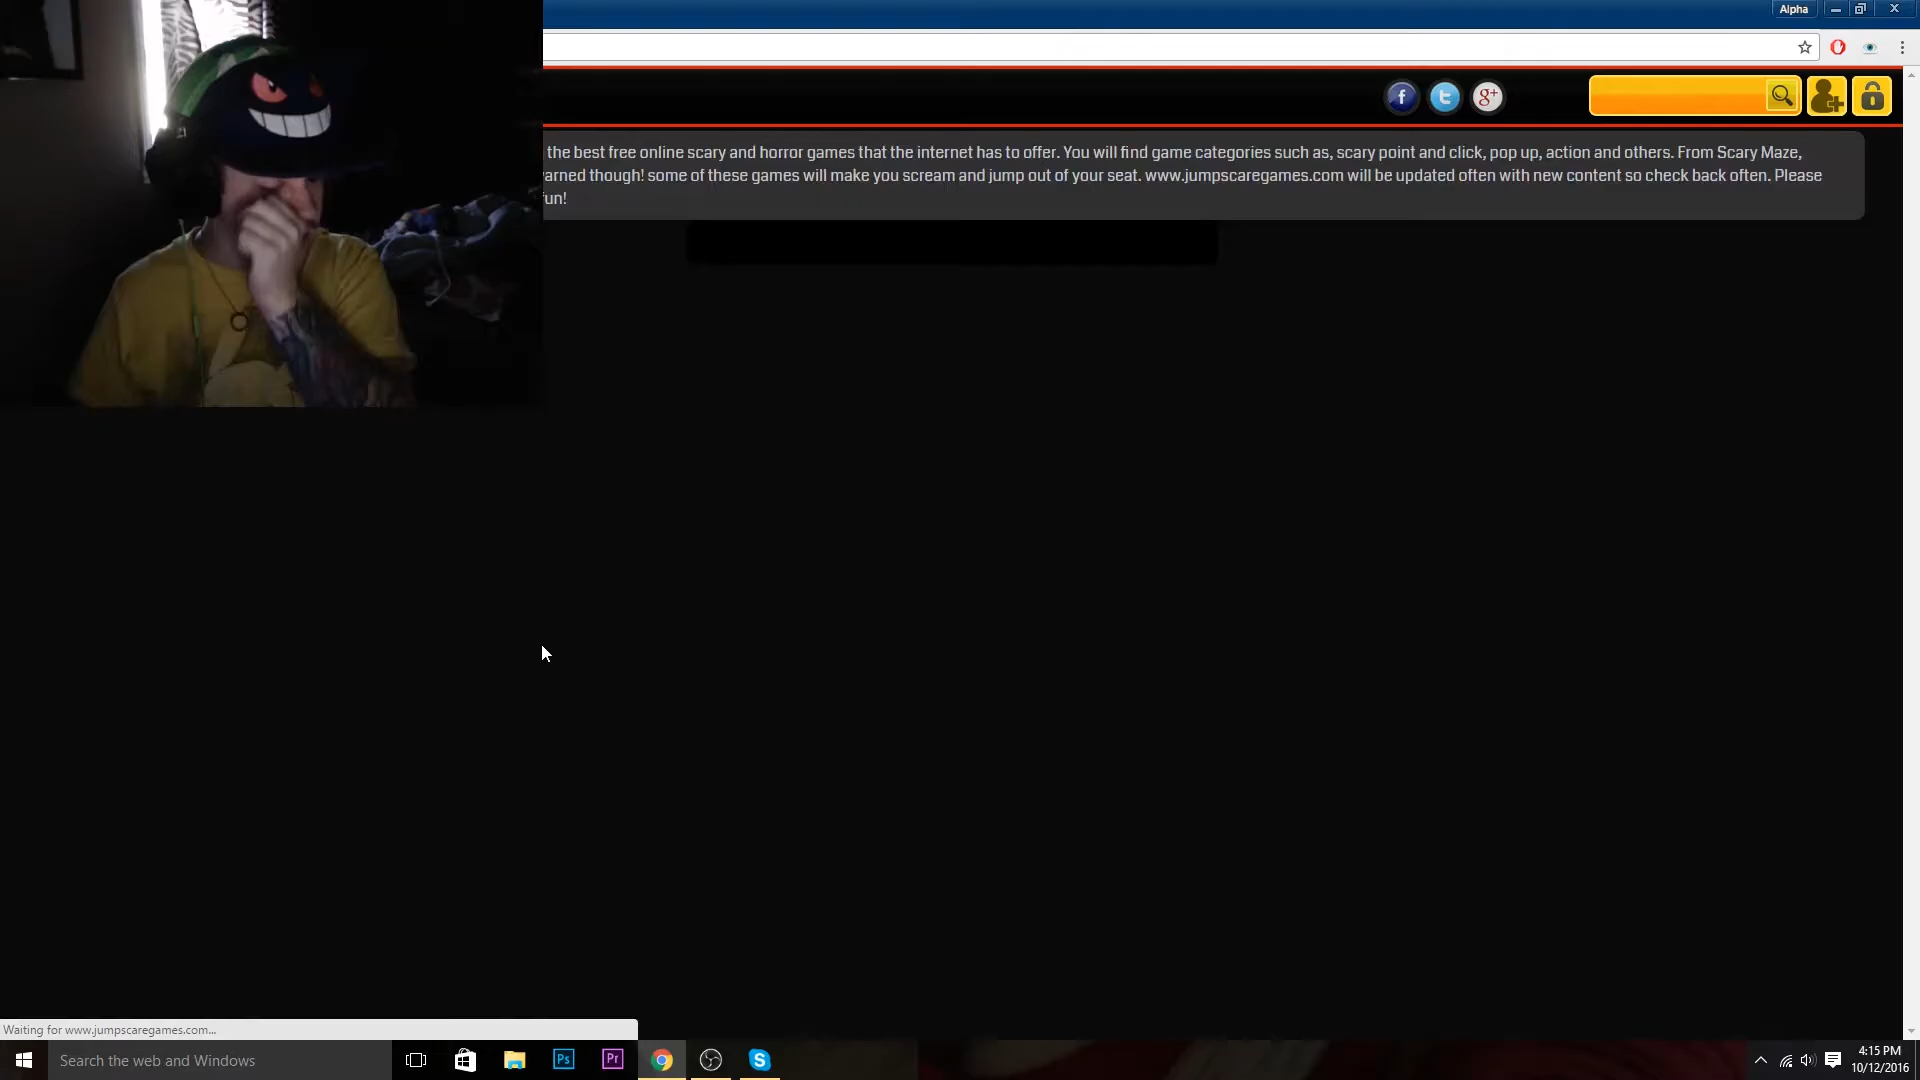 Alpha
f
t
g+
the best free online scary and horror games that the internet has to offer. You will find game categories such as, scary point and click, pop up, action and others. From Scary Maze,
arned though! some of these games will make you scream and jump out of your seat. www.jumpscaregames.com will be updated often with new content so check back often. Please
fun!
Waiting for www.jumpscaregames.com...
Search the web and Windows
Ps
Pr
S
4:15 PM
10/12/2016